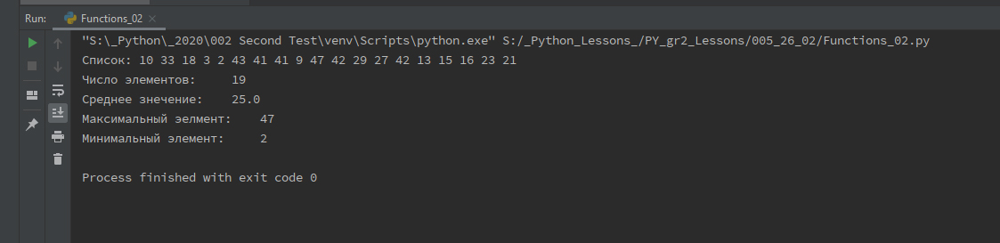 Run: Functions_02
"S:\_Python\_2020\002 Second Test\venv\Scripts\python.exe" S:/_Python_Lessons_/PY_gr2_Lessons/005_26_02/Functions_02.py
Список: 10 33 18 3 2 43 41 41 9 47 42 29 27 42 13 15 16 23 21
Число элементов: 19
Среднее знечение: 25.0
Максимальный эелмент: 47
Минимальный элемент: 2
Process finished with exit code 0